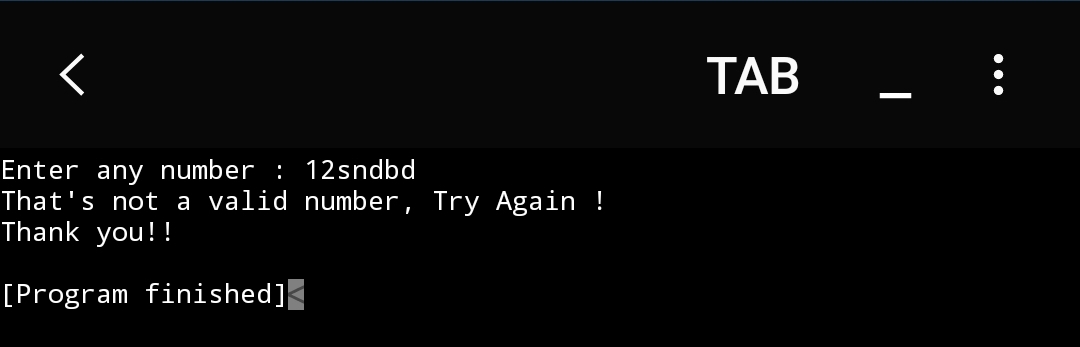 TAB _
Enter any number : 12sndbd
That's not a valid number, Try Again !
Thank you!!
[Program finished]<